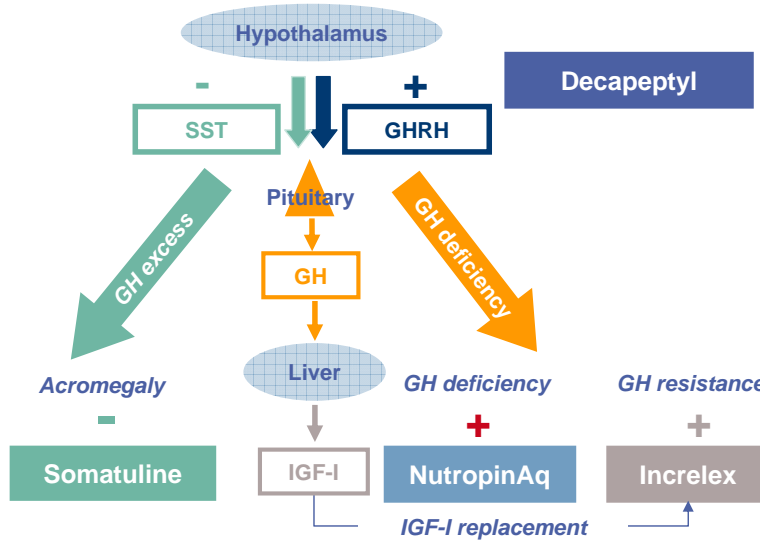 Hypothalamus
Decapeptyl
-
+
SST
GHRH
Pituitary
GH excess
GH
GH deficiency
Liver
Acromegaly
GH deficiency
GH resistance
-
+
+
Somatuline
IGF-I
NutropinAq
Increlex
IGF-I replacement